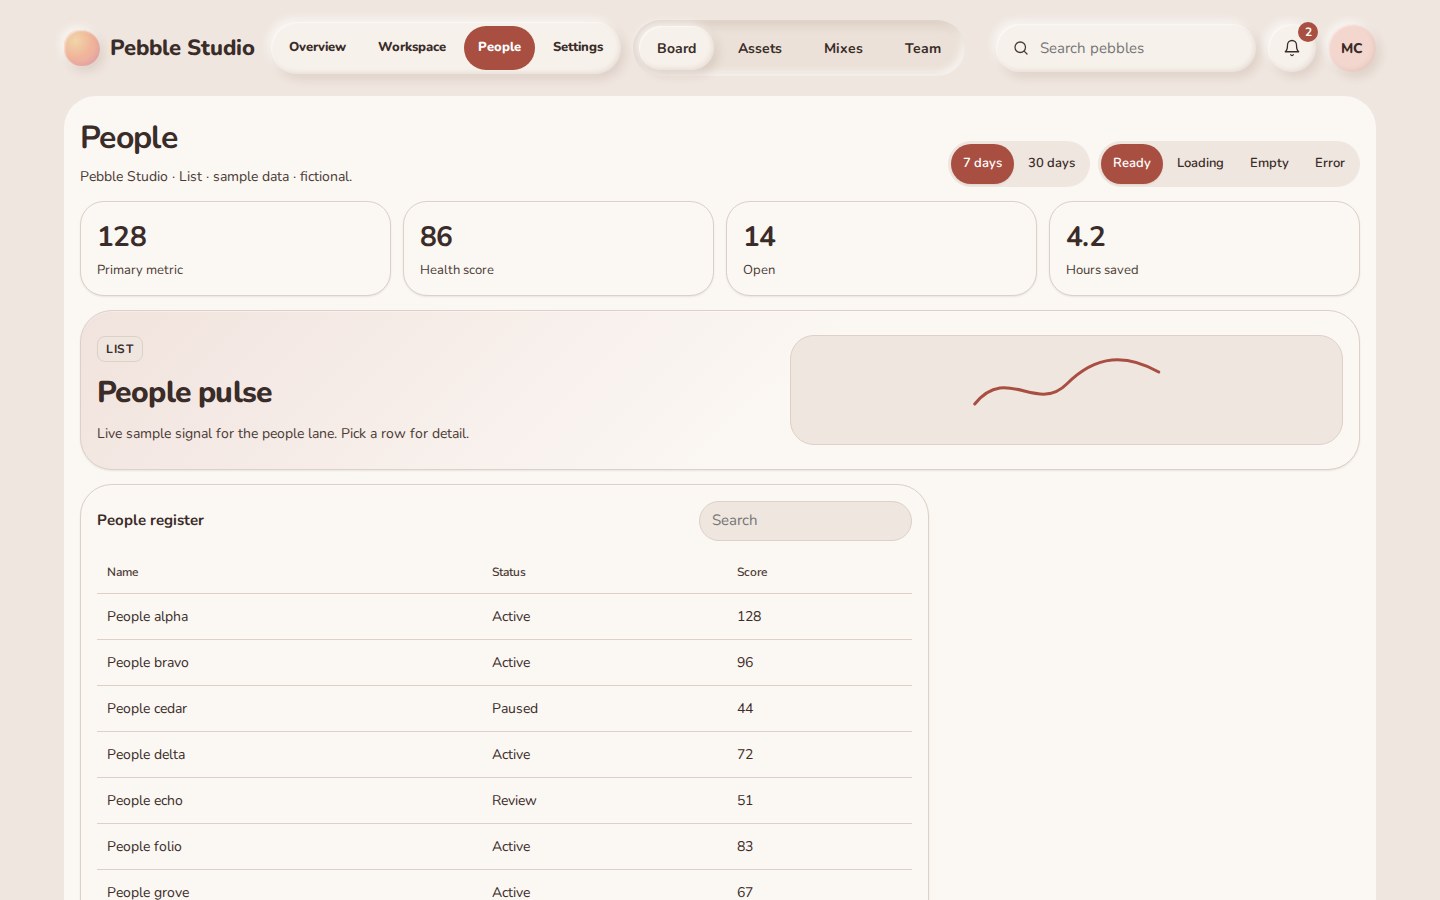 Pebble Studio
Overview Workspace People Settings
Board Assets Mixes Team
Search pebbles
2
MC
People
Pebble Studio · List · sample data · fictional.
7 days 30 days
Ready Loading Empty Error
128
Primary metric
86
Health score
14
Open
4.2
Hours saved
LIST
People pulse
Live sample signal for the people lane. Pick a row for detail.
People register
Search
Name Status Score
People alpha Active 128
People bravo Active 96
People cedar Paused 44
People delta Active 72
People echo Review 51
People folio Active 83
People grove Active 67